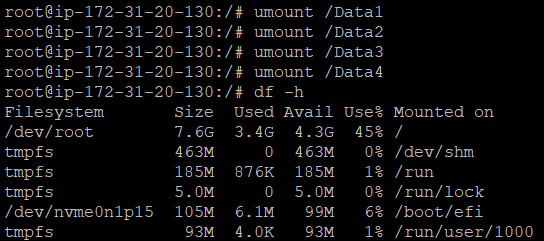 root@ip-172-31-20-130:/# umount /Data1
root@ip-172-31-20-130:/# umount /Data2
root@ip-172-31-20-130:/# umount /Data3
root@ip-172-31-20-130:/# umount /Data4
root@ip-172-31-20-130:/# df -h
Filesystem      Size  Used Avail Use% Mounted on
/dev/root       7.6G  3.4G  4.3G  45% /
tmpfs           463M     0  463M   0% /dev/shm
tmpfs           185M  876K  185M   1% /run
tmpfs           5.0M     0  5.0M   0% /run/lock
/dev/nvme0n1p15 105M  6.1M   99M   6% /boot/efi
tmpfs            93M  4.0K   93M   1% /run/user/1000